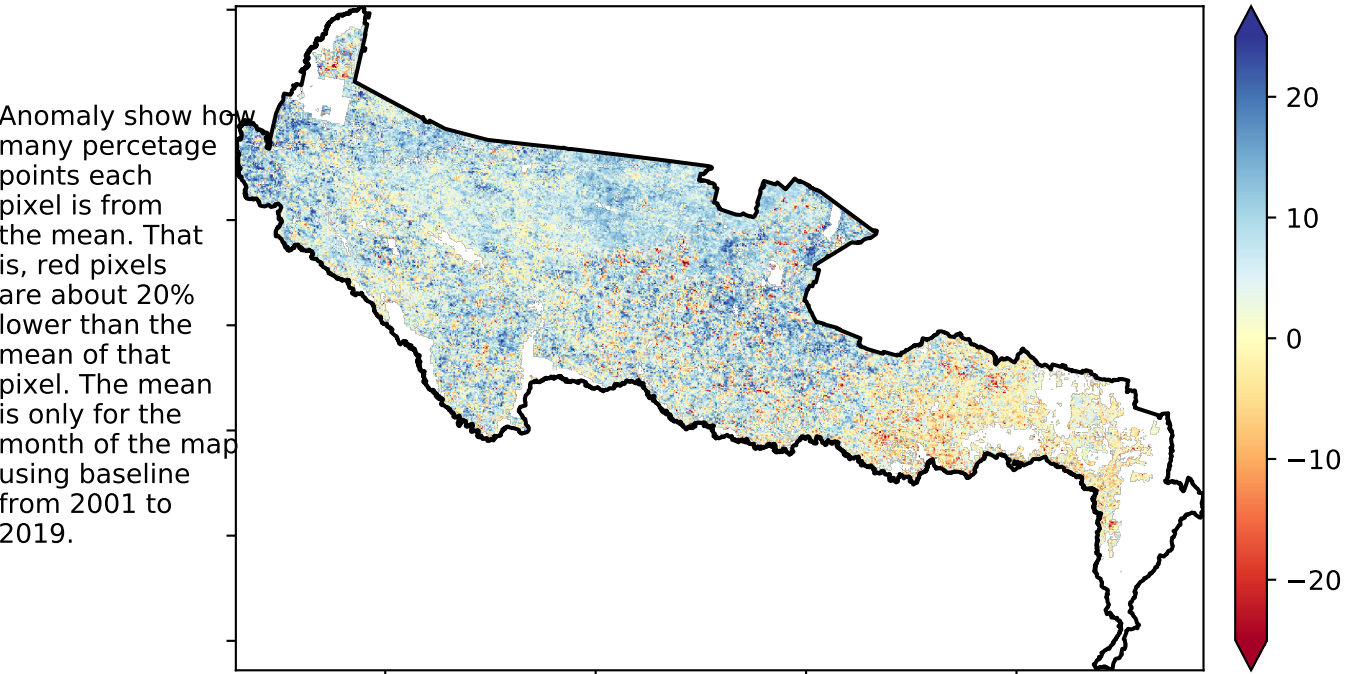 Anomaly show how
many percetage
points each
pixel is from
the mean. That
is, red pixels
are about 20%
lower than the
mean of that
pixel. The mean
is only for the
month of the map
using baseline
from 2001 to
2019.
20
10
0
−10
−20